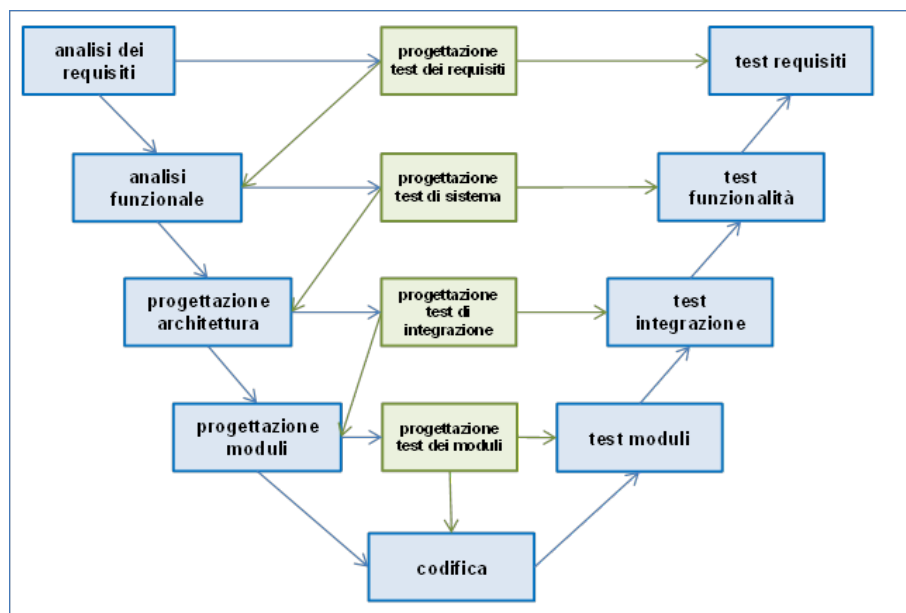 analisi dei
requisiti
progettazione
test dei requisiti
test requisiti
analisi
funzionale
progettazione
test di sistema
test
funzionalità
progettazione
architettura
progettazione
test di
integrazione
test
integrazione
progettazione
moduli
progettazione
test dei moduli
test moduli
codifica